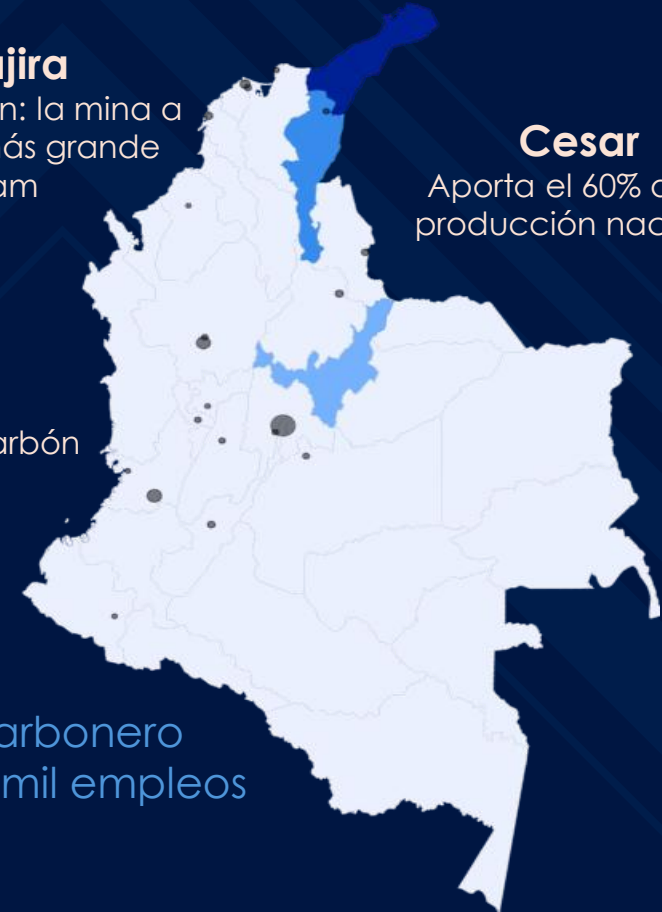 jira
n: la mina a
ás grande
am
Cesar
Aporta el 60% d
producción nac
arbón
arbonero
mil empleos